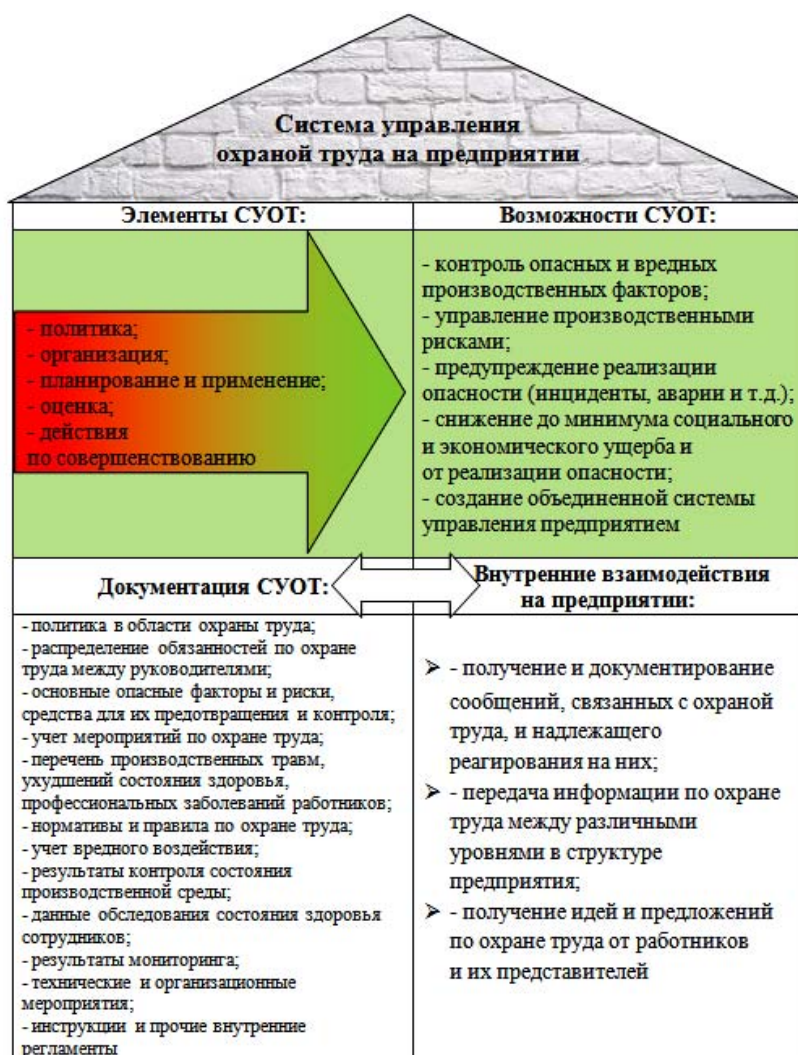 Система управления
охраной труда на предприятии
Элементы СУОТ:
- политика;
- организация;
- планирование и применение;
- оценка;
- действия
по совершенствованию
Возможности СУОТ:
- контроль опасных и вредных
производственных факторов;
- управление производственными
рисками;
- предупреждение реализации
опасности (инциденты, аварии и т.д.);
- снижение до минимума социального
и экономического ущерба и
от реализации опасности;
- создание объединенной системы
управления предприятием
Документация СУОТ:
- политика в области охраны труда;
- распределение обязанностей по охране
труда между руководителями;
- основные опасные факторы и риски,
средства для их предотвращения и контроля;
- учет мероприятий по охране труда;
- перечень производственных травм,
ухудшений состояния здоровья,
профессиональных заболеваний работников;
- нормативы и правила по охране труда;
- учет вредного воздействия;
- результаты контроля состояния
производственной среды;
- данные обследования состояния здоровья
сотрудников;
- результаты мониторинга;
- технические и организационные
мероприятия;
- инструкции и прочие внутренние
регламенты
Внутренние взаимодействия
на предприятии:
➢ - получение и документирование
сообщений, связанных с охраной
труда, и надлежащего
реагирования на них;
➢ - передача информации по охране
труда между различными
уровнями в структуре
предприятия;
➢ - получение идей и предложений
по охране труда от работников
и их представителей